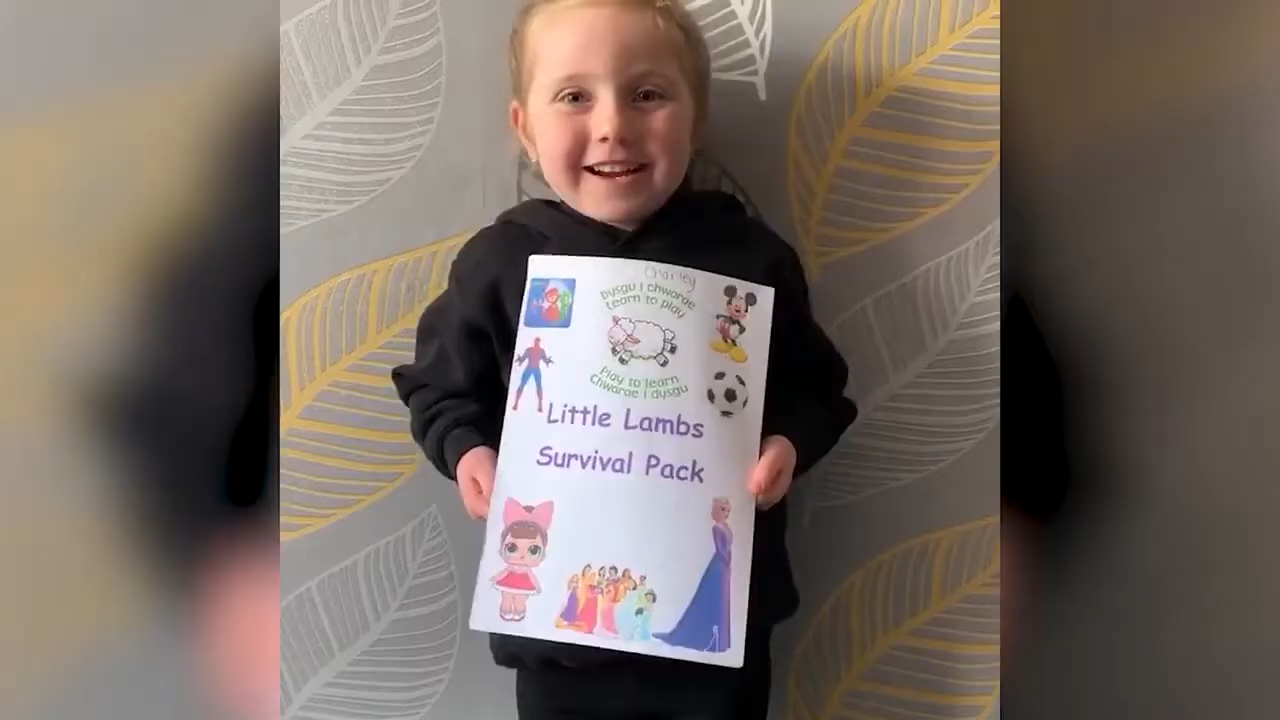 Charley
Dysgu i chwarae
Learn to play
Play to learn
Chwarae i dysgu
Little Lambs
Survival Pack